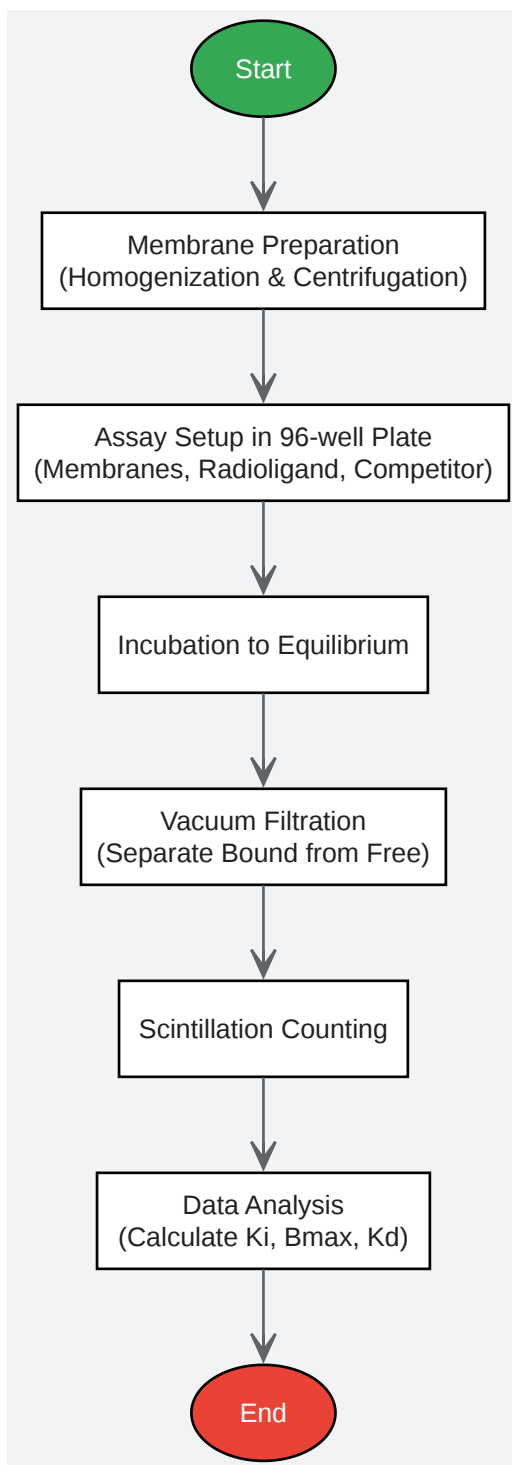 Start
Membrane Preparation
(Homogenization & Centrifugation)
Assay Setup in 96-well Plate
(Membranes, Radioligand, Competitor)
Incubation to Equilibrium
Vacuum Filtration
(Separate Bound from Free)
Scintillation Counting
Data Analysis
(Calculate Ki, Bmax, Kd)
End